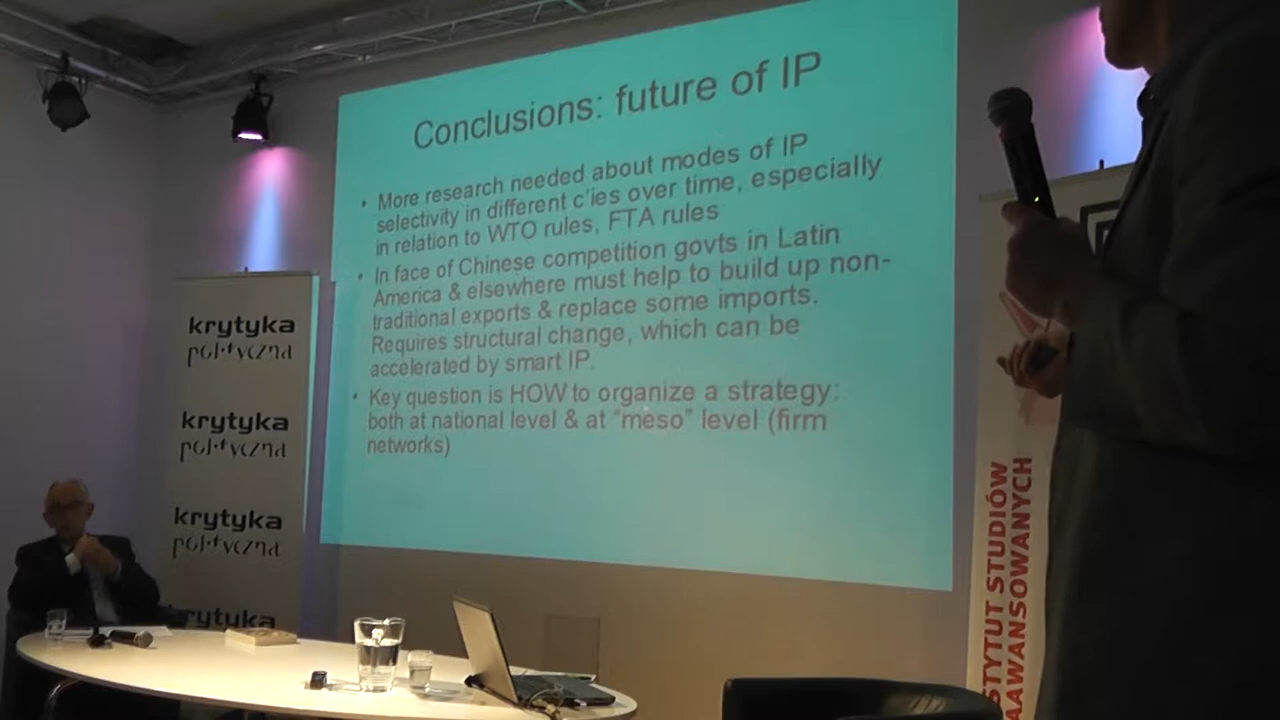 Conclusions: future of IP
• More research needed about modes of IP
selectivity in different c'ies over time, especially
in relation to WTO rules, FTA rules
• In face of Chinese competition govts in Latin
America & elsewhere must help to build up non-
traditional exports & replace some imports.
Requires structural change, which can be
accelerated by smart IP.
• Key question is HOW to organize a strategy:
both at national level & at "meso" level (firm
networks)
krytyka
polityczna
krytyka
polityczna
krytyka
polityczna
krytyka
STYTUT STUDIÓW
AAWANSOWANYCH